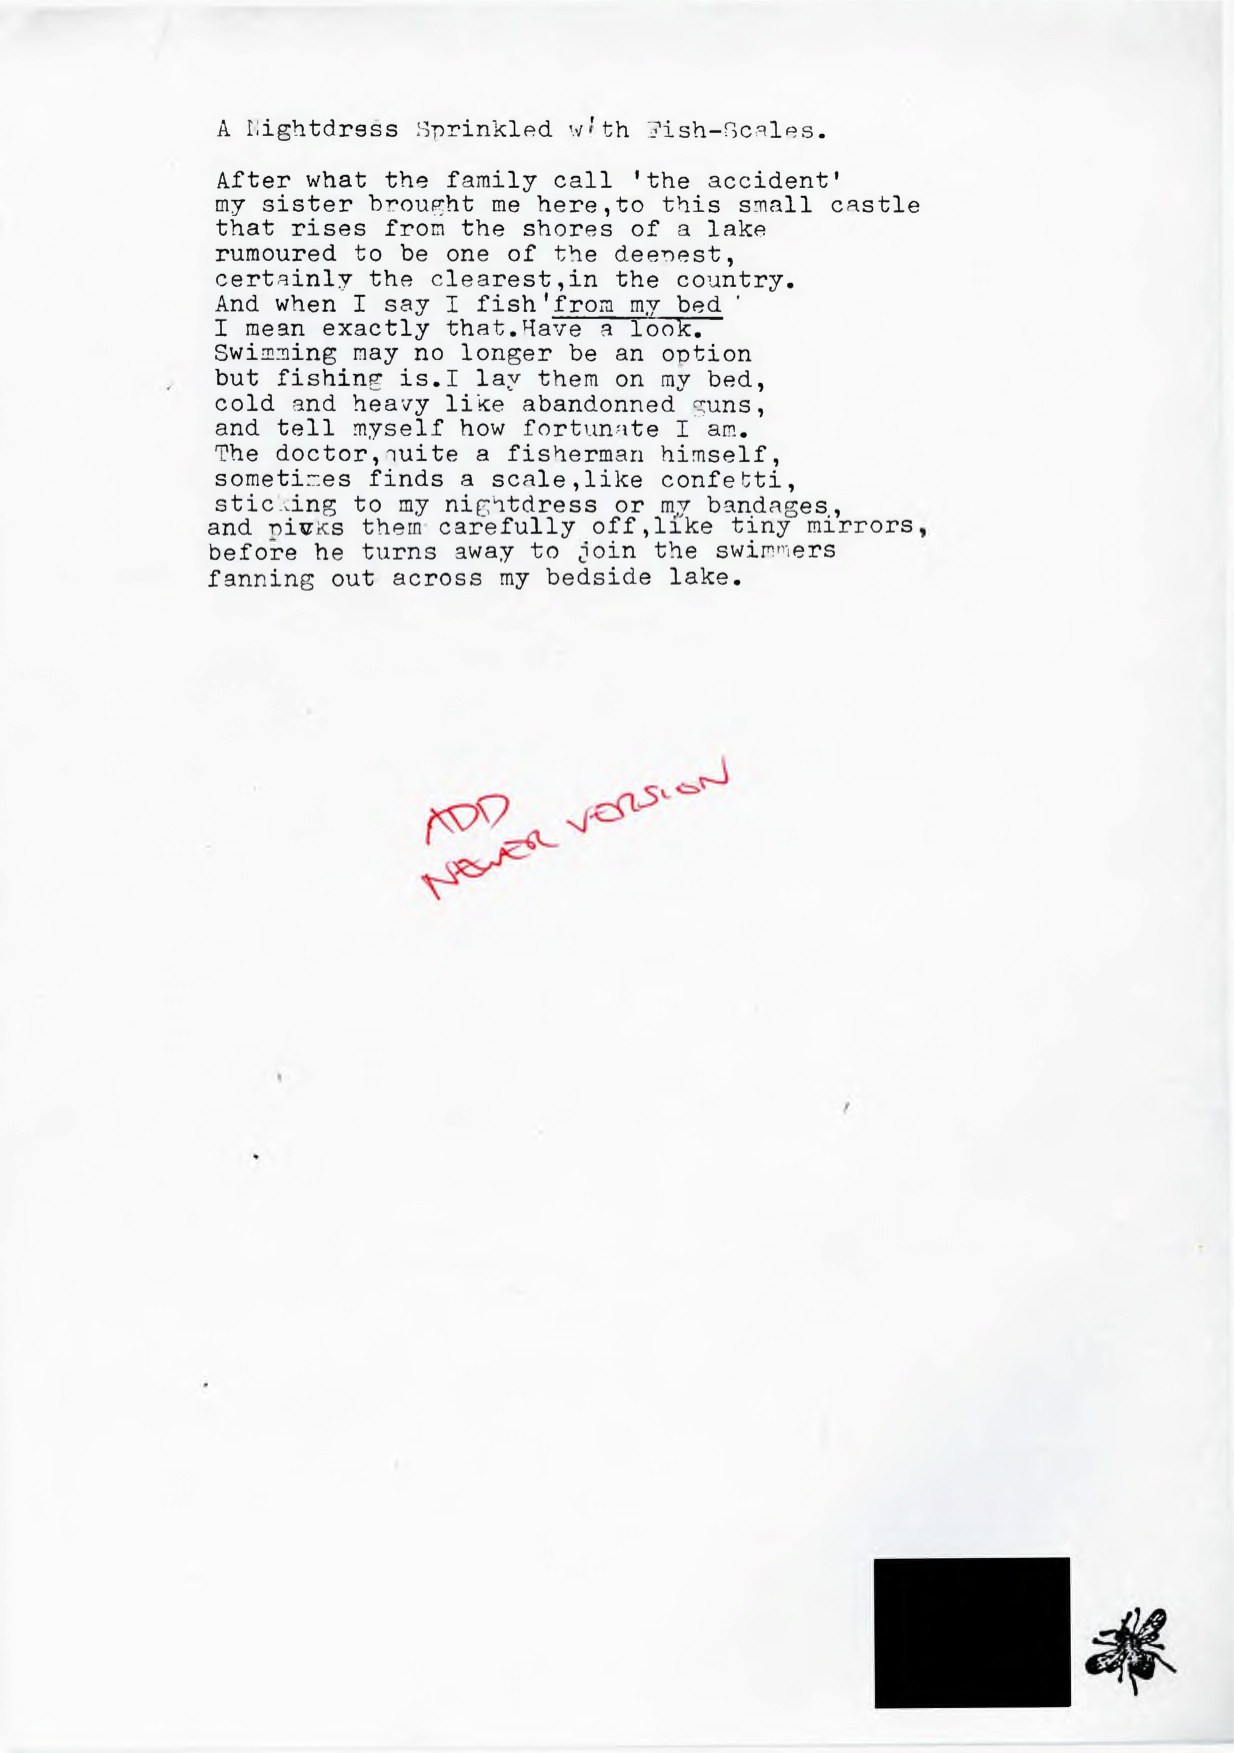 A Nightdress Sprinkled with Fish-Scales.
After what the family call 'the accident'
my sister brought me here,to this small castle
that rises from the shores of a lake
rumoured to be one of the deepest,
certainly the clearest,in the country.
And when I say I fish'from my bed '
I mean exactly that.Have a look.
Swimming may no longer be an option
but fishing is.I lay them on my bed,
cold and heavy like abandonned guns,
and tell myself how fortunate I am.
The doctor,quite a fisherman himself,
sometimes finds a scale,like confetti,
sticking to my nightdress or my bandages,
and picks them carefully off,like tiny mirrors,
before he turns away to join the swimmers
fanning out across my bedside lake.
ADD
NEWER VERSION